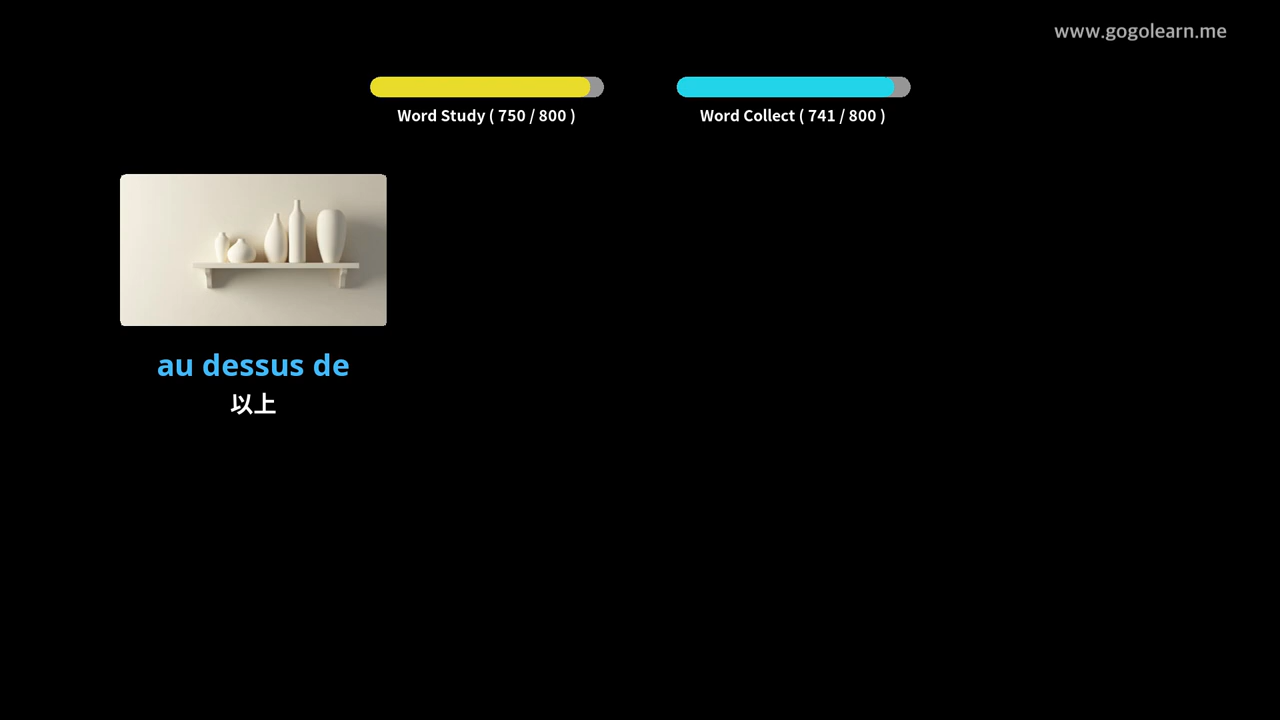 www.gogolearn.me
Word Study ( 750 / 800 )
Word Collect ( 741 / 800 )
au dessus de
以上